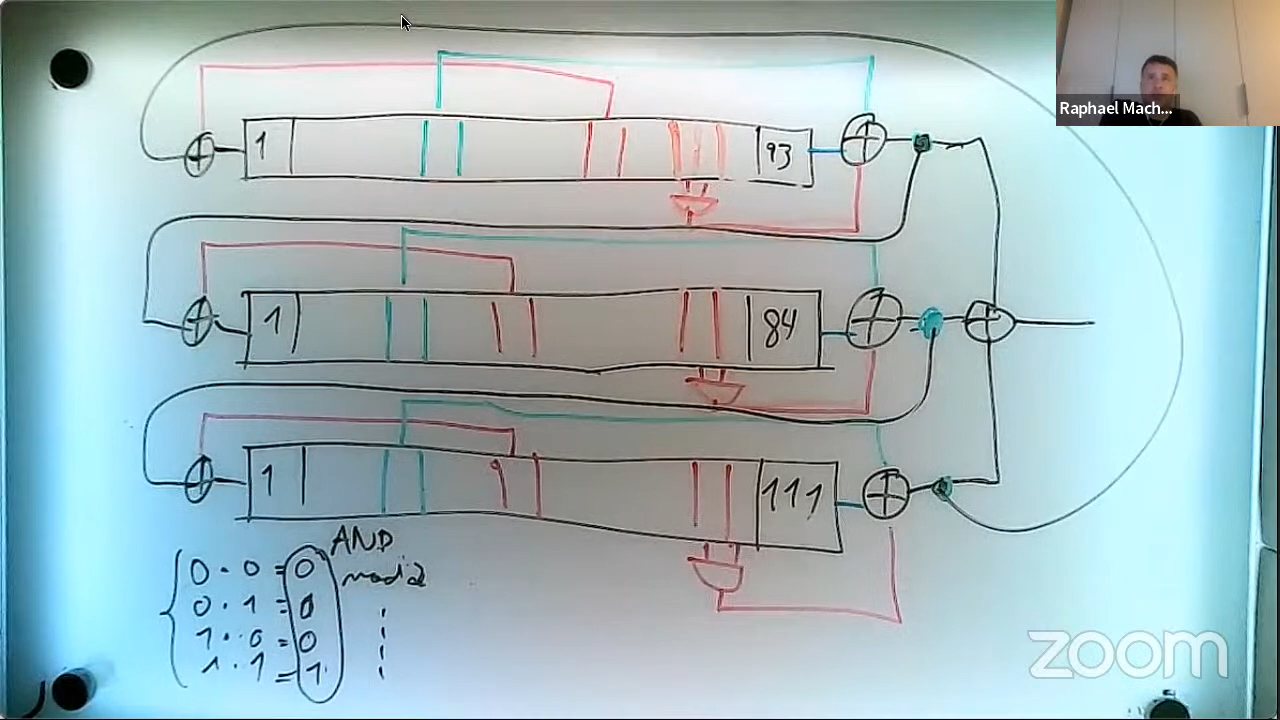 Raphael Mach...
1
93
1
84
1
111
AND
mod 2
0 · 0 = 0
0 · 1 = 0
1 · 0 = 0
1 · 1 = 1
zoom